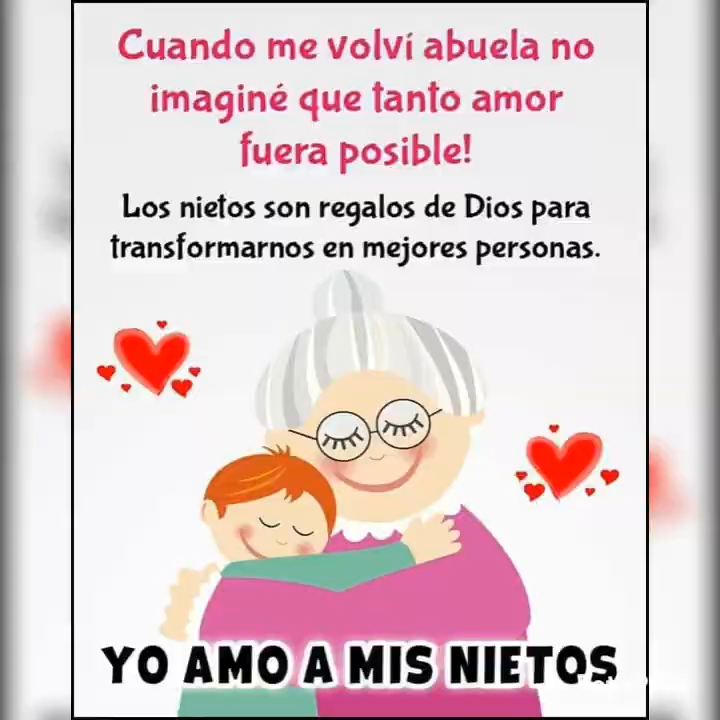 Cuando me volví abuela no
imaginé que tanto amor
fuera posible!
Los nietos son regalos de Dios para
transformarnos en mejores personas.
YO AMO A MIS NIETOS